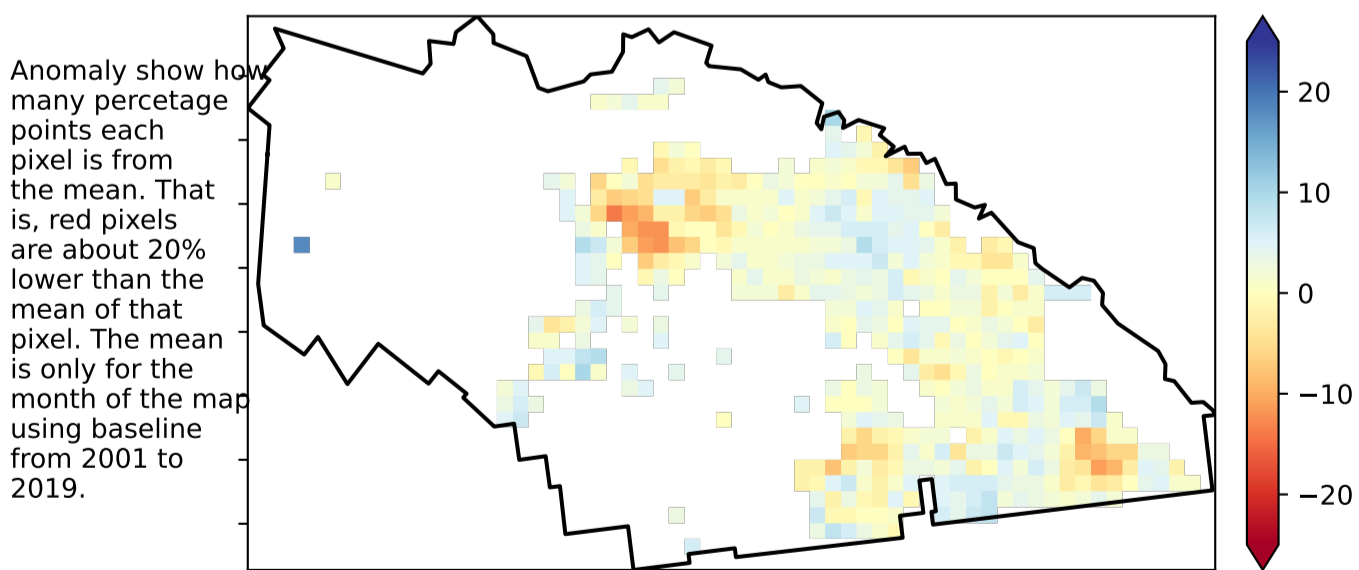 Anomaly show how
many percetage
points each
pixel is from
the mean. That
is, red pixels
are about 20%
lower than the
mean of that
pixel. The mean
is only for the
month of the map
using baseline
from 2001 to
2019.
20
10
0
−10
−20